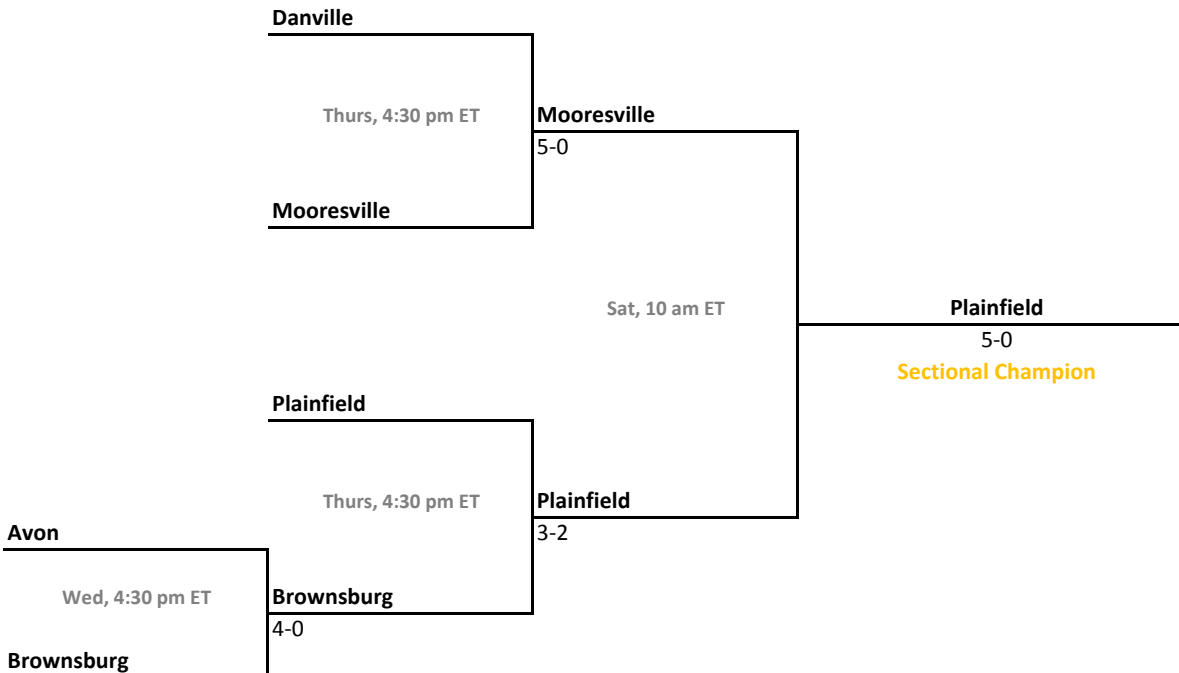 Danville
Thurs, 4:30 pm ET
Mooresville
5-0
Mooresville
Sat, 10 am ET
Plainfield
5-0
Sectional Champion
Plainfield
Thurs, 4:30 pm ET
Plainfield
3-2
Avon
Wed, 4:30 pm ET
Brownsburg
4-0
Brownsburg